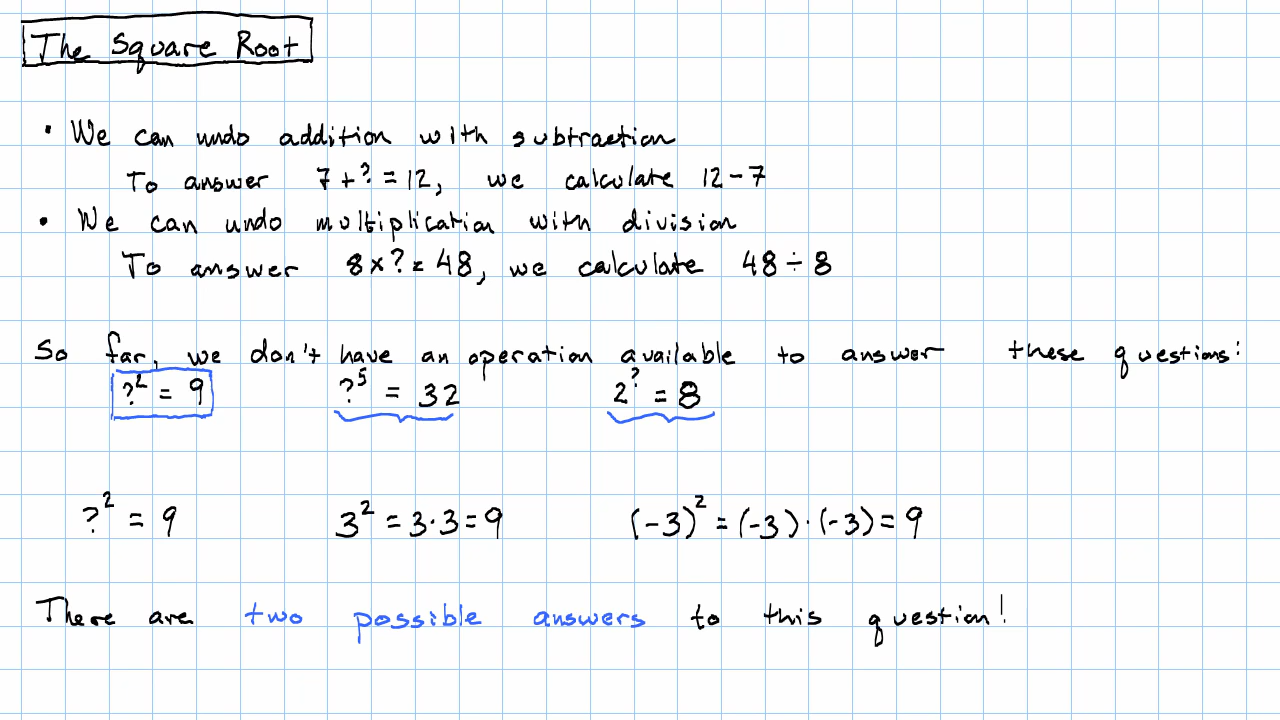 The Square Root
• We can undo addition with subtraction
To answer 7 + ? = 12, we calculate 12 - 7
• We can undo multiplication with division
To answer 8 × ? = 48, we calculate 48 ÷ 8
So far, we don't have an operation available to answer these questions:
?² = 9 ?⁵ = 32 2^? = 8
?² = 9 3² = 3·3 = 9 (-3)² = (-3)·(-3) = 9
There are two possible answers to this question!